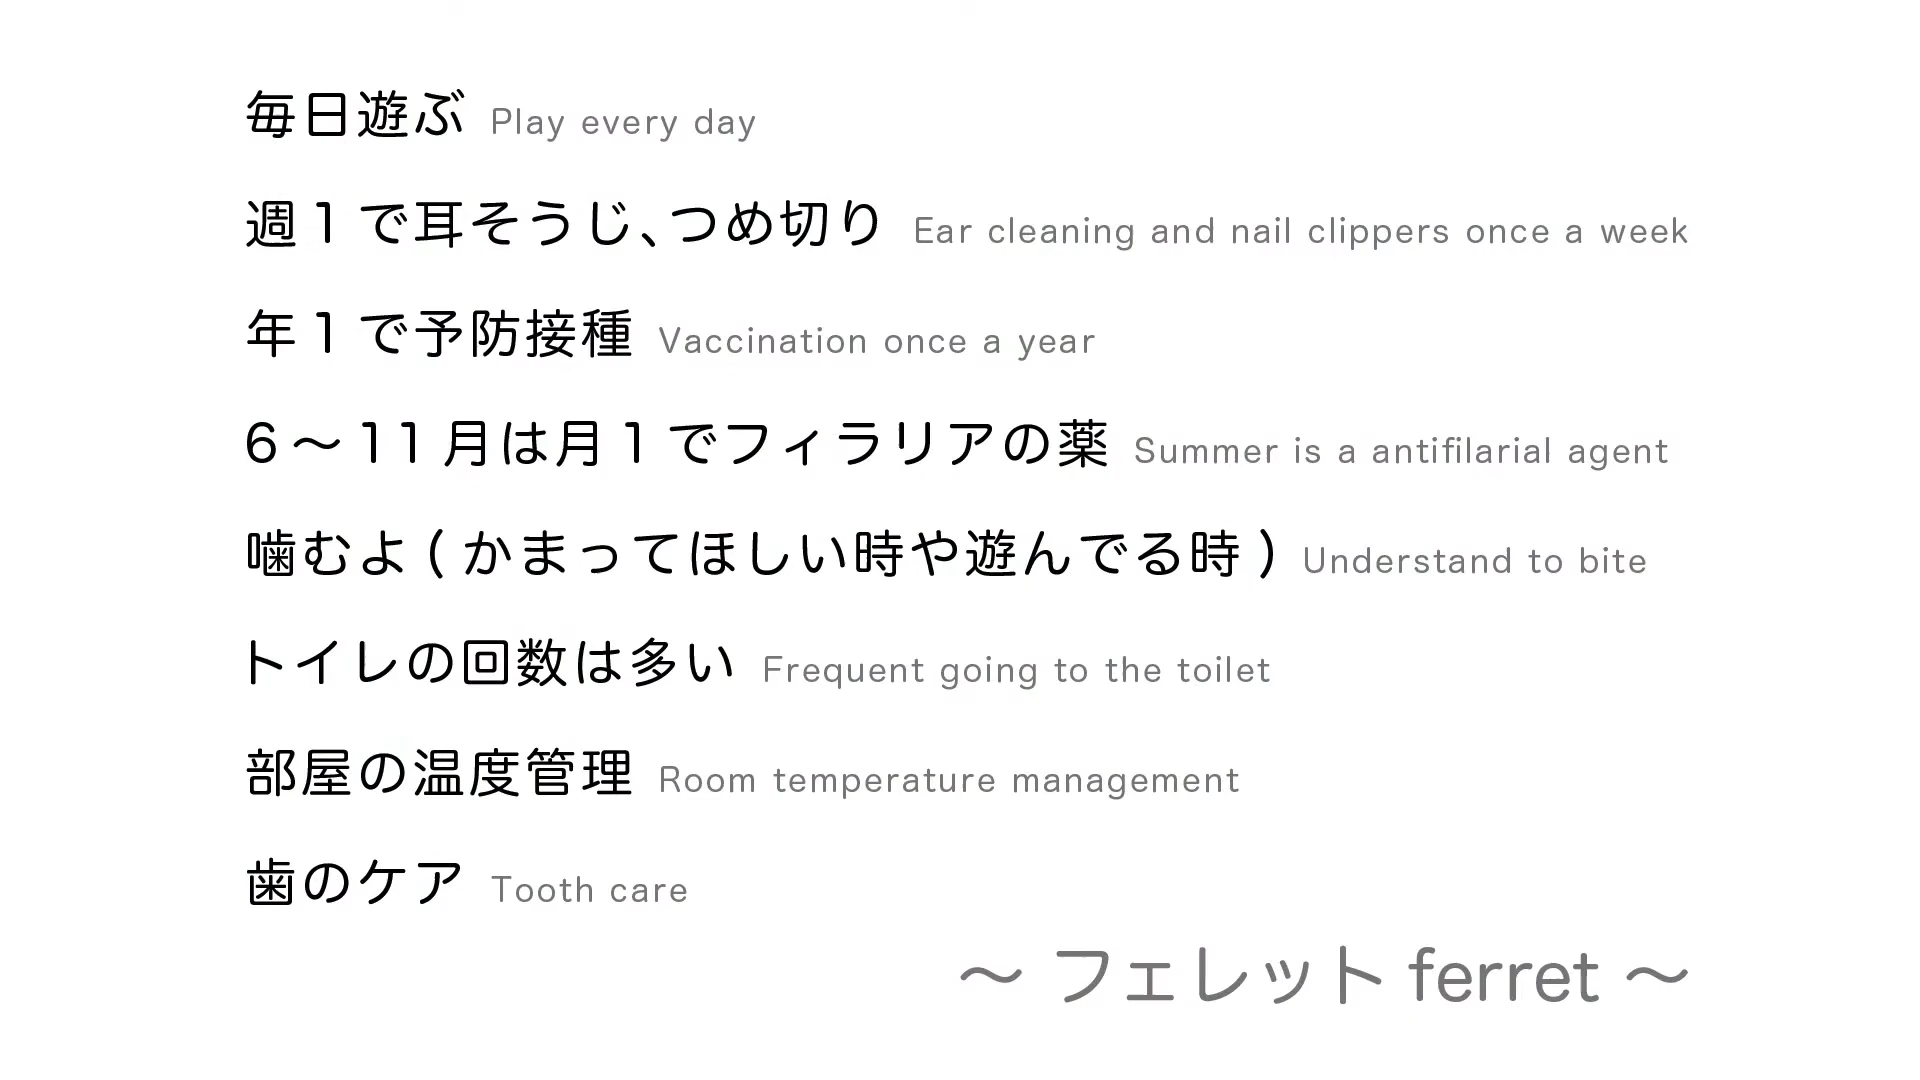 毎日遊ぶ Play every day
週1で耳そうじ、つめ切り Ear cleaning and nail clippers once a week
年1で予防接種 Vaccination once a year
6～11月は月1でフィラリアの薬 Summer is a antifilarial agent
噛むよ(かまってほしい時や遊んでる時) Understand to bite
トイレの回数は多い Frequent going to the toilet
部屋の温度管理 Room temperature management
歯のケア Tooth care
～ フェレット ferret ～